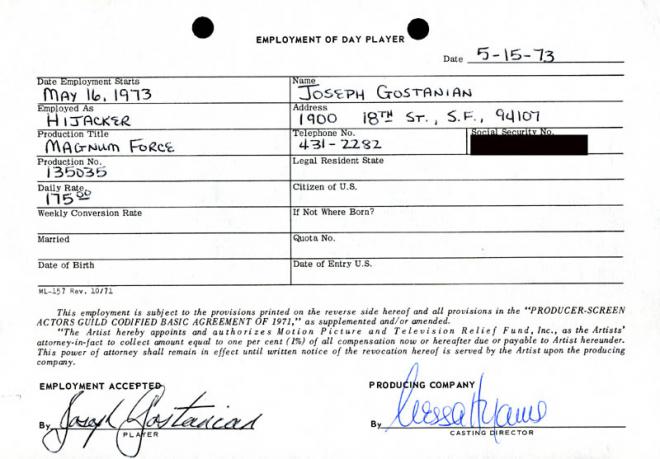 EMPLOYMENT OF DAY PLAYER
Date 5-15-73
Date Employment Starts
MAY 16, 1973
Name
JOSEPH GOSTANIAN
Employed As
HIJACKER
Address
1900 18TH ST., S.F., 94107
Production Title
MAGNUM FORCE
Telephone No.
431-2282
Social Security No.
Production No.
135035
Legal Resident State
Daily Rate
17500
Citizen of U.S.
Weekly Conversion Rate
If Not Where Born?
Married
Quota No.
Date of Birth
Date of Entry U.S.
ML-157 Rev. 10/71
This employment is subject to the provisions printed on the reverse side hereof and all provisions in the "PRODUCER-SCREEN
ACTORS GUILD CODIFIED BASIC AGREEMENT OF 1971," as supplemented and/or amended.
"The Artist hereby appoints and authorizes Motion Picture and Television Relief Fund, Inc., as the Artists'
attorney-in-fact to collect amount equal to one per cent (1%) of all compensation now or hereafter due or payable to Artist hereunder.
This power of attorney shall remain in effect until written notice of the revocation hereof is served by the Artist upon the producing
company.
EMPLOYMENT ACCEPTED
By Joseph Gostanian
PLAYER
PRODUCING COMPANY
By
CASTING DIRECTOR